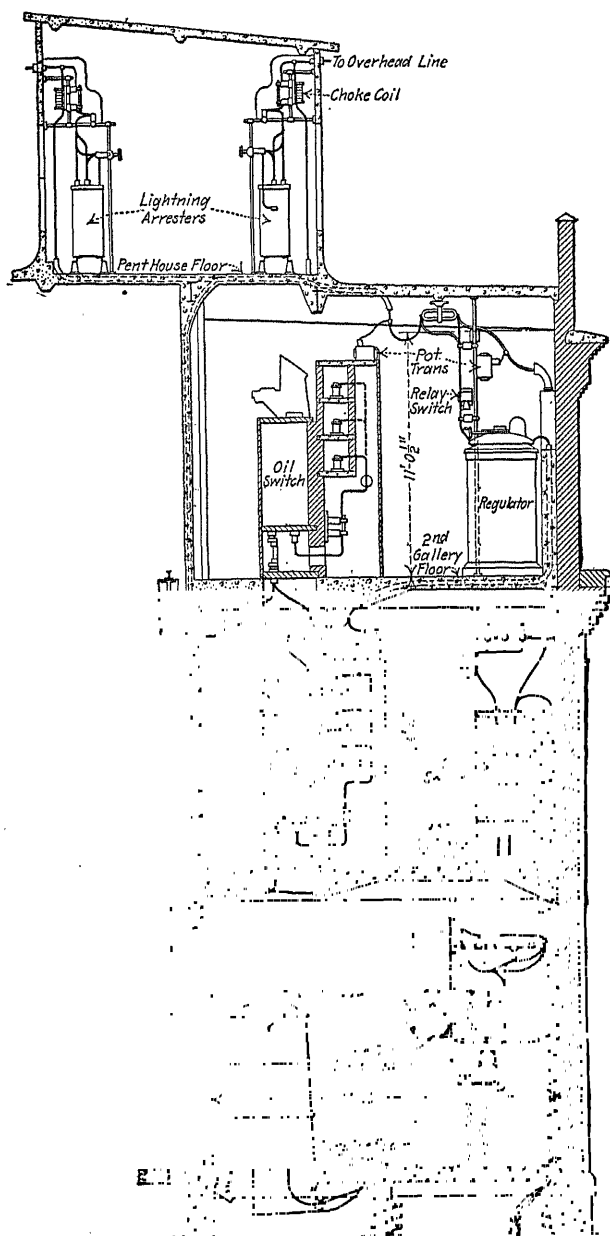 To Overhead Line
Choke Coil
Lightning
Arresters
Pent House Floor
Pot.
Trans
Relay
Switch
11'-0½"
Oil
Switch
Regulator
2nd
Gallery
Floor